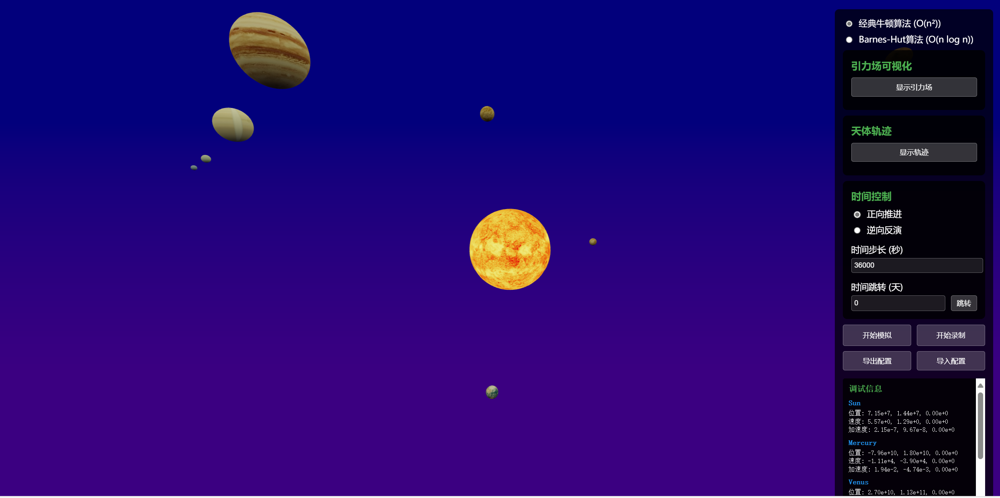 经典牛顿算法 (O(n²))
Barnes-Hut算法 (O(n log n))
引力场可视化
显示引力场
天体轨迹
显示轨迹
时间控制
正向推进
逆向反演
时间步长 (秒)
36000
时间跳转 (天)
0 跳转
开始模拟 开始录制
导出配置 导入配置
调试信息
Sun
位置: 7.15e+7, 1.44e+7, 0.00e+0
速度: 5.57e+0, 1.29e+0, 0.00e+0
加速度: 2.15e-7, 9.67e-8, 0.00e+0
Mercury
位置: -7.96e+10, 1.80e+10, 0.00e+0
速度: -1.11e+4, -3.90e+4, 0.00e+0
加速度: 1.94e-2, -4.74e-3, 0.00e+0
Venus
位置: 2.70e+10, 1.13e+11, 0.00e+0